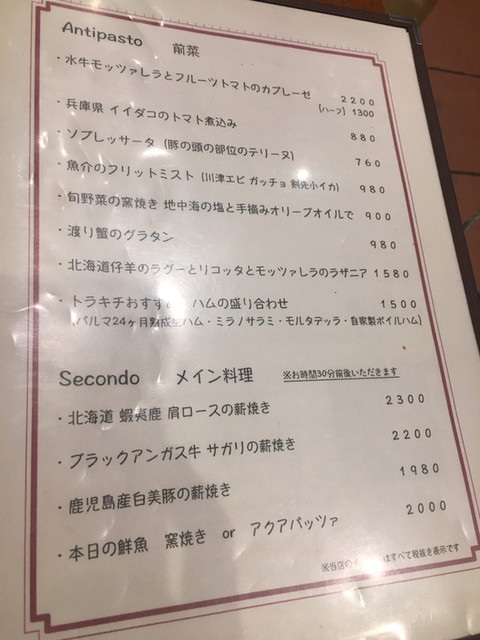 Antipasto 前菜
・水牛モッツァレラとフルーツトマトのカプレーゼ 2200
(ハーフ) 1300
・兵庫県 イイダコのトマト煮込み 880
・ソプレッサータ (豚の頭の部位のテリーヌ) 760
・魚介のフリットミスト (川津エビ ガッチョ 剣先小イカ) 980
・旬野菜の窯焼き 地中海の塩と手摘みオリーブオイルで 900
・渡り蟹のグラタン 980
・北海道仔羊のラグーとリコッタとモッツァレラのラザニア 1580
・トラキチおすす ハムの盛り合わせ 1500
(パルマ24ヶ月熟成生ハム・ミラノサラミ・モルタデッラ・自家製ボイルハム)
Secondo メイン料理 ※お時間30分前後いただきます
・北海道 蝦夷鹿 肩ロースの薪焼き 2300
・ブラックアンガス牛 サガリの薪焼き 2200
・鹿児島産白美豚の薪焼き 1980
・本日の鮮魚 窯焼き or アクアパッツァ 2000
※当店の はすべて税抜き表示です